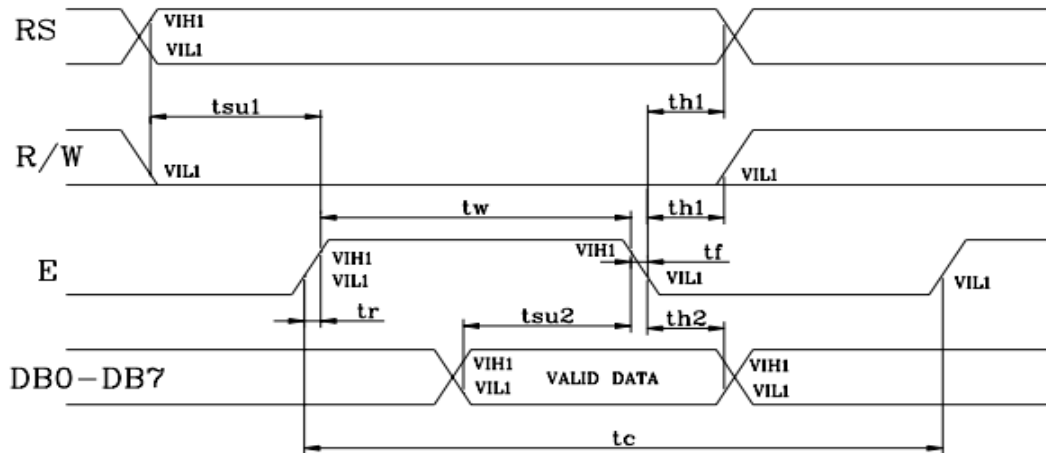 RS VIH1
VIL1
tsu1 th1
R/W VIL1 VIL1
tw th1
E VIH1 VIH1 tf
VIL1 VIL1 VIL1
tr tsu2 th2
DB0-DB7 VIH1 VALID DATA VIH1
VIL1 VIL1
tc